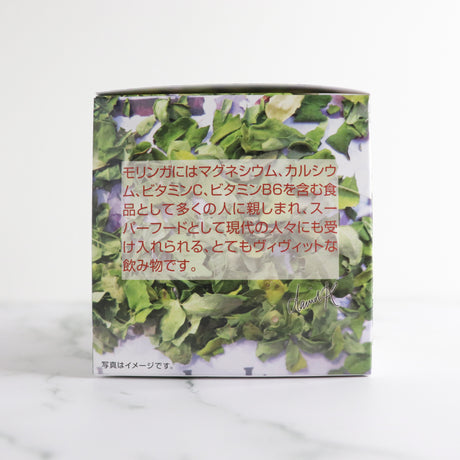 モリンガにはマグネシウム、カルシウ
ム、ビタミンC、ビタミンB6を含む食
品として多くの人に親しまれ、スー
パーフードとして現代の人々にも受
け入れられる、とてもヴィヴィットな
飲み物です。
写真はイメージです。